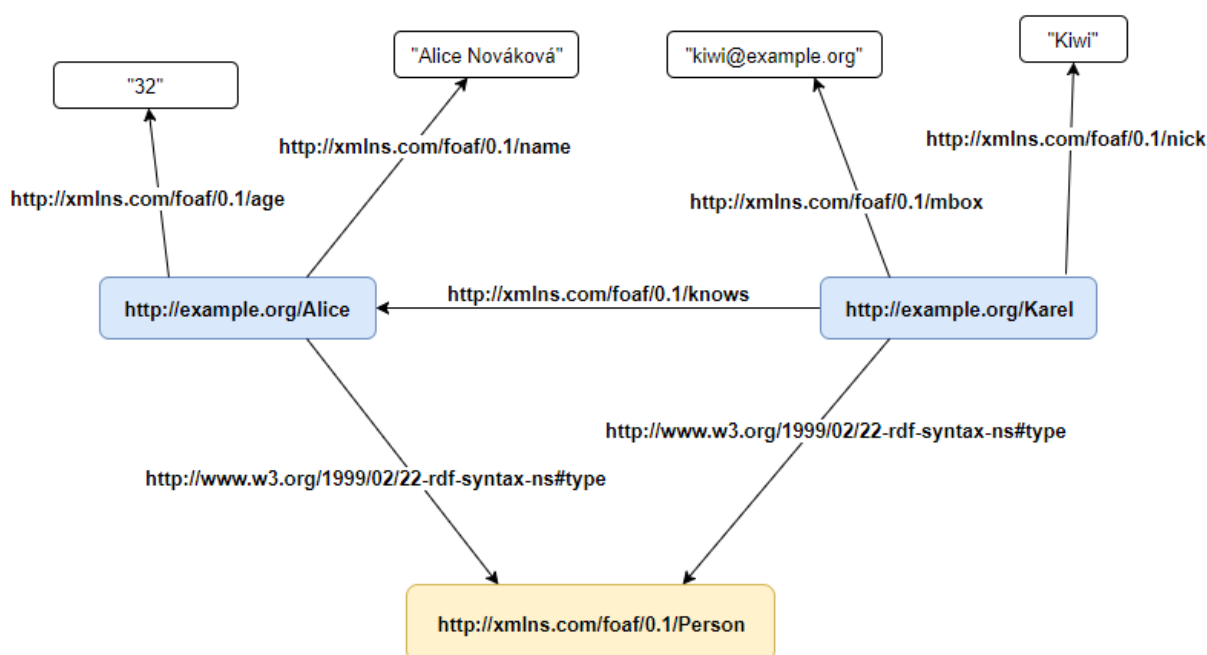 "Kiwi"
"Alice Nováková"
"kiwi@example.org"
"32"
http://xmlns.com/foaf/0.1/nick
http://xmlns.com/foaf/0.1/name
http://xmlns.com/foaf/0.1/age
http://xmlns.com/foaf/0.1/mbox
http://xmlns.com/foaf/0.1/knows
http://example.org/Alice
http://example.org/Karel
http://www.w3.org/1999/02/22-rdf-syntax-ns#type
http://www.w3.org/1999/02/22-rdf-syntax-ns#type
http://xmlns.com/foaf/0.1/Person